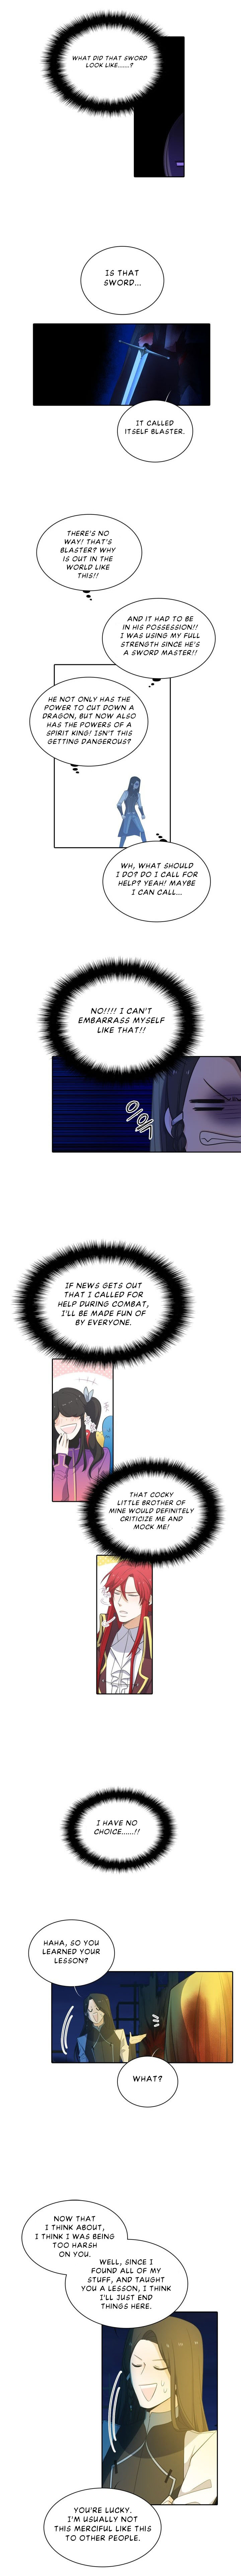 WHAT DID THAT SWORD
LOOK LIKE......?
IS THAT
SWORD...
IT CALLED
ITSELF BLASTER.
THERE'S NO
WAY! THAT'S
BLASTER? WHY
IS OUT IN THE
WORLD LIKE
THIS!!
AND IT HAD TO BE
IN HIS POSSESSION!!
I WAS USING MY FULL
STRENGTH SINCE HE'S
A SWORD MASTER!!
HE NOT ONLY HAS THE
POWER TO CUT DOWN A
DRAGON, BUT NOW ALSO
HAS THE POWERS OF A
SPIRIT KING! ISN'T THIS
GETTING DANGEROUS?
WH, WHAT SHOULD
I DO? DO I CALL FOR
HELP? YEAH! MAYBE
I CAN CALL...
NO!!!! I CAN'T
EMBARRASS MYSELF
LIKE THAT!!
IF NEWS GETS OUT
THAT I CALLED FOR
HELP DURING COMBAT,
I'LL BE MADE FUN OF
BY EVERYONE.
THAT COCKY
LITTLE BROTHER OF
MINE WOULD DEFINITELY
CRITICIZE ME AND
MOCK ME!
I HAVE NO
CHOICE......!!
HAHA, SO YOU
LEARNED YOUR
LESSON?
WHAT?
NOW THAT
I THINK ABOUT,
I THINK I WAS BEING
TOO HARSH
ON YOU.
WELL, SINCE I
FOUND ALL OF MY
STUFF, AND TAUGHT
YOU A LESSON, I THINK
I'LL JUST END
THINGS HERE.
YOU'RE LUCKY.
I'M USUALLY NOT
THIS MERCIFUL LIKE THIS
TO OTHER PEOPLE.